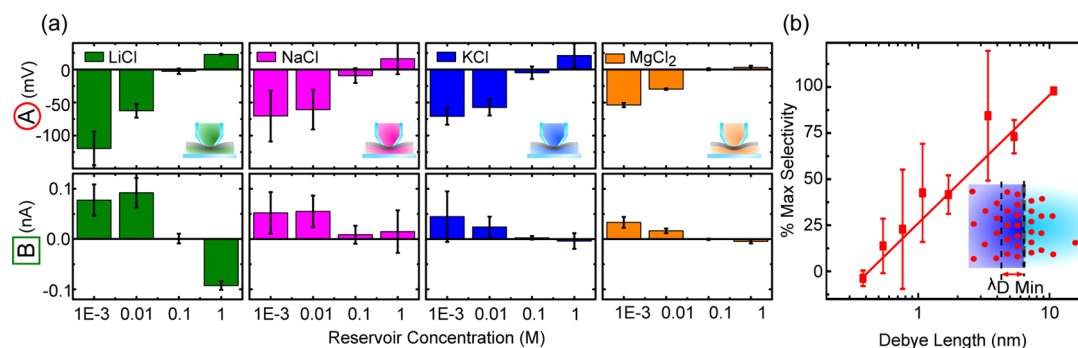 (a)
(b)
LiCl
NaCl
KCl
MgCl2
A (mV)
0
-50
-100
B (nA)
0.1
0.0
-0.1
1E-3 0.01 0.1 1
1E-3 0.01 0.1 1
1E-3 0.01 0.1 1
1E-3 0.01 0.1 1
Reservoir Concentration (M)
% Max Selectivity
100
75
50
25
0
λD Min
0 1 10
Debye Length (nm)